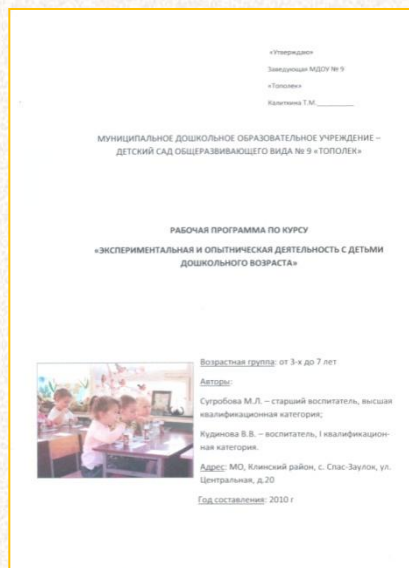 «Утверждаю»
Заведующая МДОУ № 9
«Тополек»
Калиткина Т.М.__________
МУНИЦИПАЛЬНОЕ ДОШКОЛЬНОЕ ОБРАЗОВАТЕЛЬНОЕ УЧРЕЖДЕНИЕ –
ДЕТСКИЙ САД ОБЩЕРАЗВИВАЮЩЕГО ВИДА № 9 «ТОПОЛЕК»
РАБОЧАЯ ПРОГРАММА ПО КУРСУ
«ЭКСПЕРИМЕНТАЛЬНАЯ И ОПЫТНИЧЕСКАЯ ДЕЯТЕЛЬНОСТЬ С ДЕТЬМИ
ДОШКОЛЬНОГО ВОЗРАСТА»
Возрастная группа: от 3-х до 7 лет
Авторы:
Сугробова М.Л. – старший воспитатель, высшая
квалификационная категория;
Кудинова В.В. – воспитатель, I квалификацион-
ная категория.
Адрес: МО, Клинский район, с. Спас-Заулок, ул.
Центральная, д.20
Год составления: 2010 г